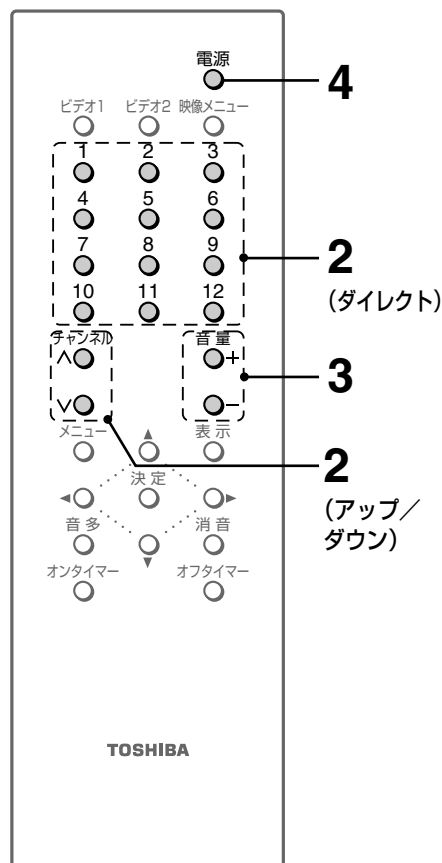 電源
4
ビデオ1 ビデオ2 映像メニュー
1 2 3
4 5 6
7 8 9
2
(ダイレクト)
10 11 12
チャンネル 音量
∧ +
3
∨ −
メニュー ▲ 表示
2
(アップ/
ダウン)
決定
◀ ▶
音多 消音
▼
オンタイマー オフタイマー
TOSHIBA